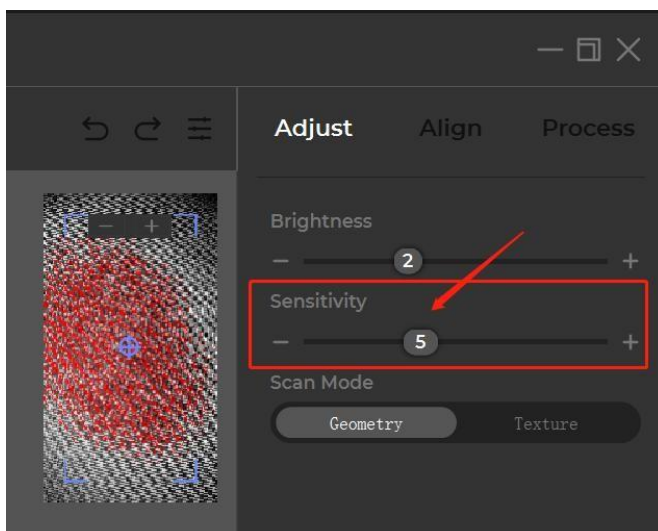 Adjust Align Process
Brightness
2
Sensitivity
5
Scan Mode
Geometry Texture